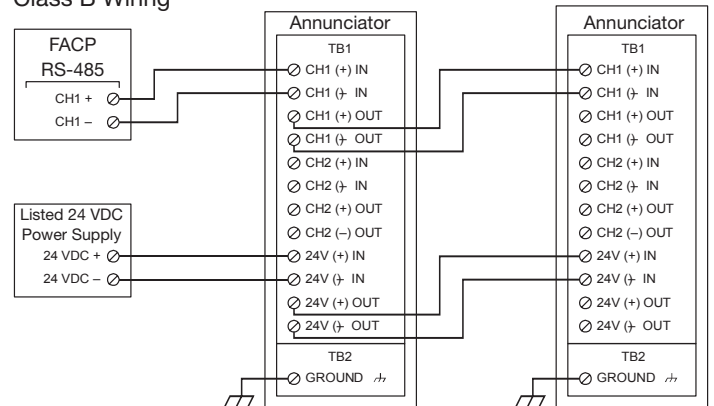 Class B Wiring
FACP
RS-485
CH1 +
CH1 –
Listed 24 VDC
Power Supply
24 VDC +
24 VDC –
Annunciator
TB1
CH1 (+) IN
CH1 (–) IN
CH1 (+) OUT
CH1 (–) OUT
CH2 (+) IN
CH2 (–) IN
CH2 (+) OUT
CH2 (–) OUT
24V (+) IN
24V (–) IN
24V (+) OUT
24V (–) OUT
TB2
GROUND
Annunciator
TB1
CH1 (+) IN
CH1 (–) IN
CH1 (+) OUT
CH1 (–) OUT
CH2 (+) IN
CH2 (–) IN
CH2 (+) OUT
CH2 (–) OUT
24V (+) IN
24V (–) IN
24V (+) OUT
24V (–) OUT
TB2
GROUND